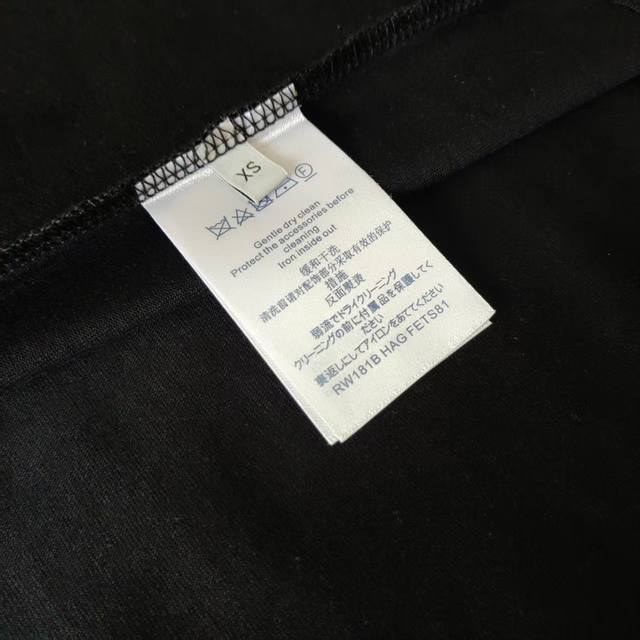 XS
Gentle dry clean
Protect the accessories before
cleaning
Iron inside out
缓和干洗
清洗前请对配饰部分采取有效的保护
措施
反面熨烫
弱流でドライクリーニング
クリーニングの前に付属品を保護してく
ださい
裏返しにしてアイロンをあててください
RW181B HAG FETS81